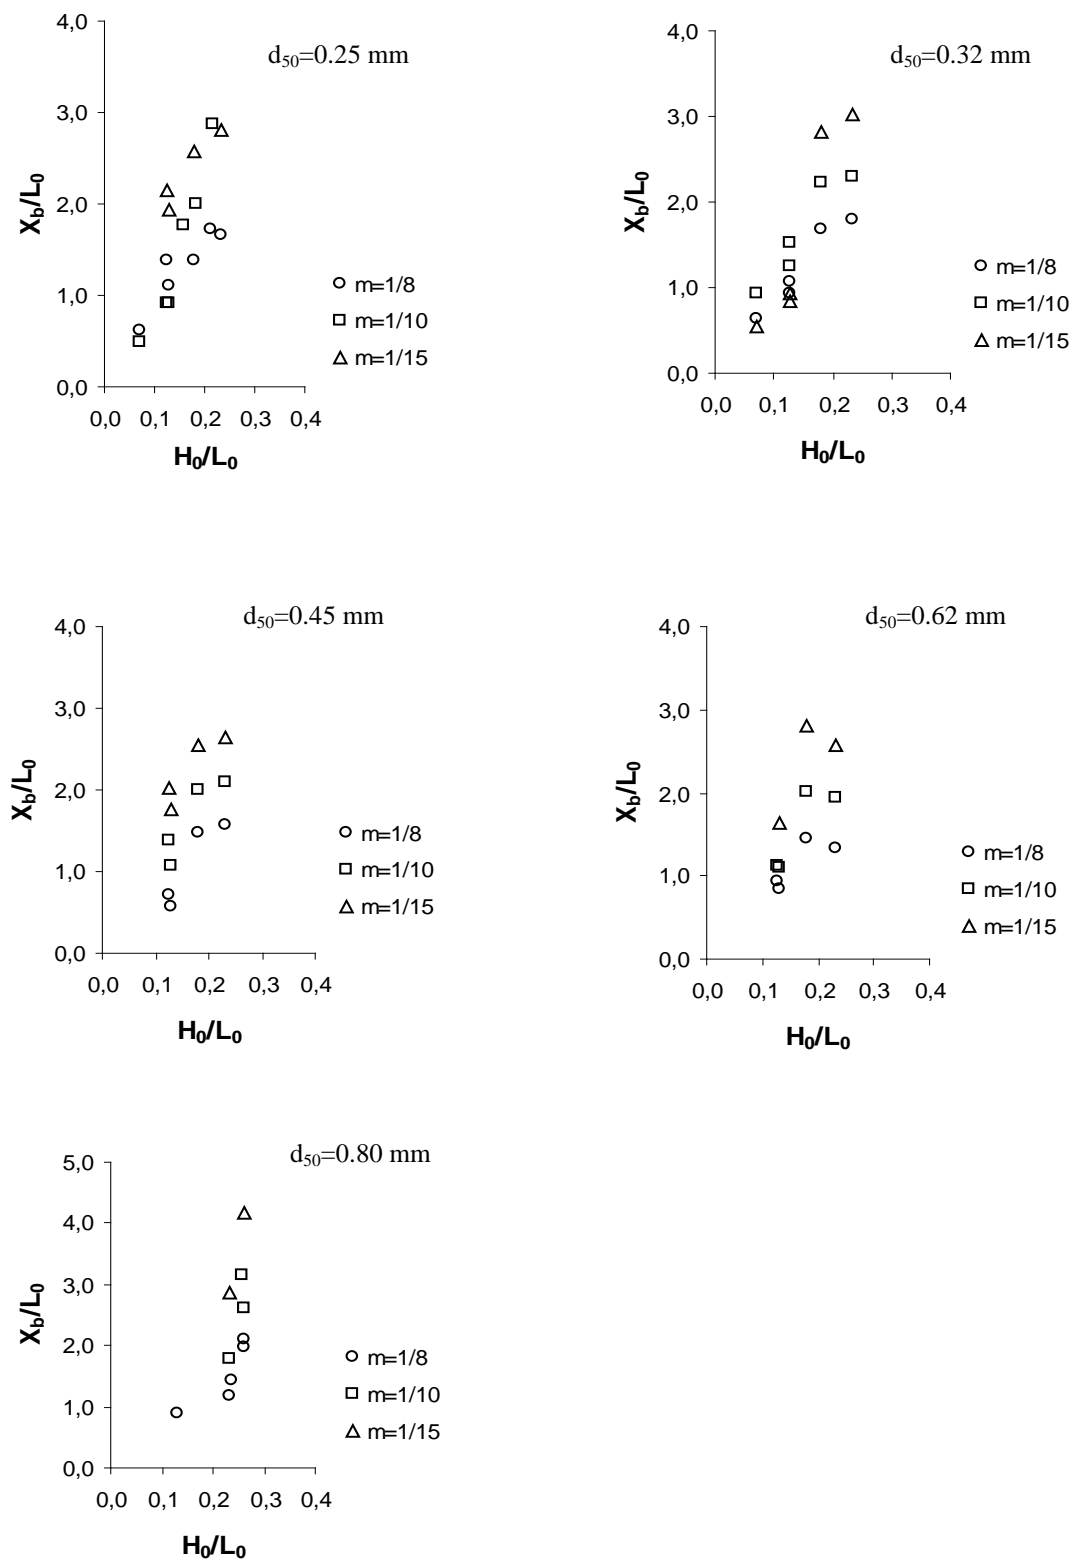 d50=0.25 mm
4,0
3,0
2,0
1,0
0,0
Xb/L0
0,0 0,1 0,2 0,3 0,4
H0/L0
m=1/8
m=1/10
m=1/15
d50=0.32 mm
4,0
3,0
2,0
1,0
0,0
Xb/L0
0,0 0,1 0,2 0,3 0,4
H0/L0
m=1/8
m=1/10
m=1/15
d50=0.45 mm
4,0
3,0
2,0
1,0
0,0
Xb/L0
0,0 0,1 0,2 0,3 0,4
H0/L0
m=1/8
m=1/10
m=1/15
d50=0.62 mm
4,0
3,0
2,0
1,0
0,0
Xb/L0
0,0 0,1 0,2 0,3 0,4
H0/L0
m=1/8
m=1/10
m=1/15
d50=0.80 mm
5,0
4,0
3,0
2,0
1,0
0,0
Xb/L0
0,0 0,1 0,2 0,3 0,4
H0/L0
m=1/8
m=1/10
m=1/15